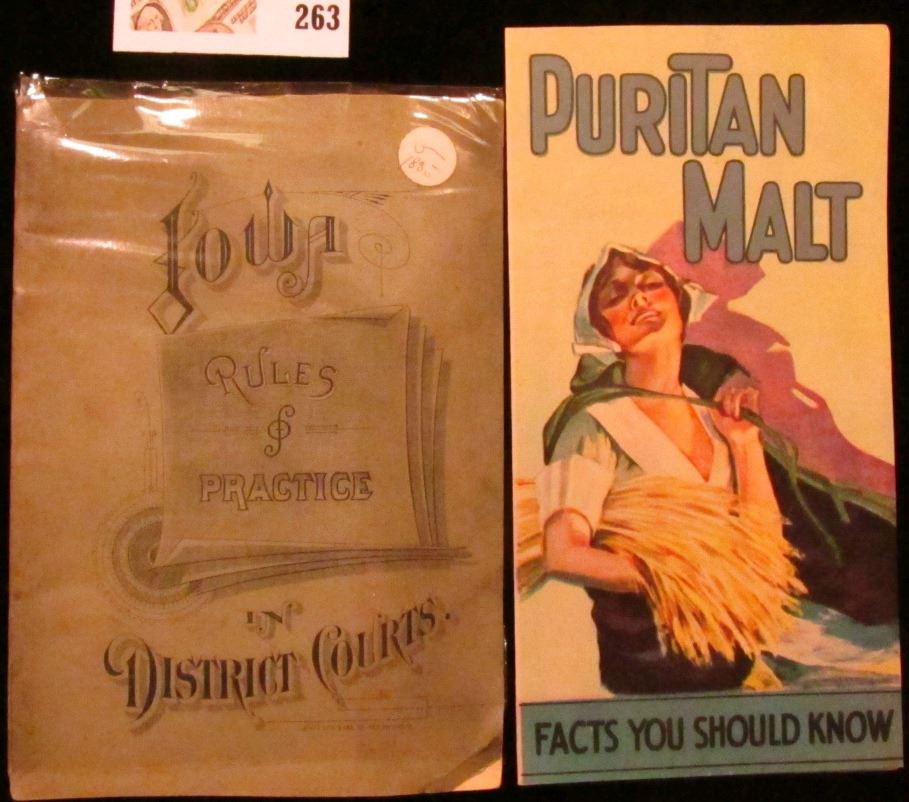 263
Iowa
RULES
&
PRACTICE
IN
DISTRICT COURTS.
PURITAN
MALT
FACTS YOU SHOULD KNOW